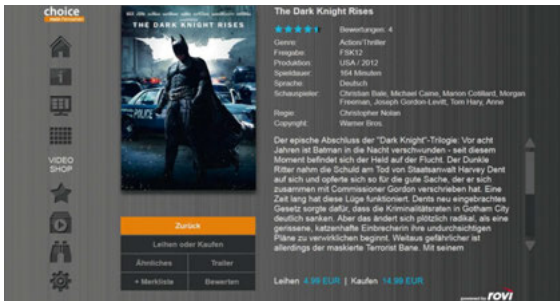 choice
THE DARK KNIGHT RISES
POLICE
VIDEO
SHOP
Zurück
Leihen oder Kaufen
Ähnliches
Trailer
+ Merkliste
Bewerten
The Dark Knight Rises
Bewertungen: 4
Genre: Action/Thriller
Freigabe: FSK12
Produktion: USA / 2012
Spieldauer: 164 Minuten
Sprache: Deutsch
Schauspieler: Christian Bale, Michael Caine, Marion Cotillard, Morgan
Freeman, Joseph Gordon-Levitt, Tom Hary, Anne
Regie: Christopher Nolan
Copyright: Warner Bros.
Der epische Abschluss der "Dark Knight"-Trilogie: Vor acht
Jahren ist Batman in die Nacht verschwunden - seit diesem
Moment befindet sich der Held auf der Flucht. Der Dunkle
Ritter nahm die Schuld am Tod von Staatsanwalt Harvey Dent
auf sich und opferte sich so für die gute Sache, der er sich
zusammen mit Commissioner Gordon verschrieben hat. Eine
Zeit lang hat diese Lüge funktioniert. Dents neu eingebrachtes
Gesetz sorgte dafür, dass die Kriminalitätsraten in Gotham City
deutlich sanken. Aber das ändert sich plötzlich radikal, als eine
gerissene, katzenhafte Einbrecherin ihre undurchsichtigen
Pläne zu verwirklichen beginnt. Weitaus gefährlicher ist
allerdings der maskierte Terrorist Bane. Mit seinem
Leihen 4.99 EUR | Kaufen 14.99 EUR
powered by rovi